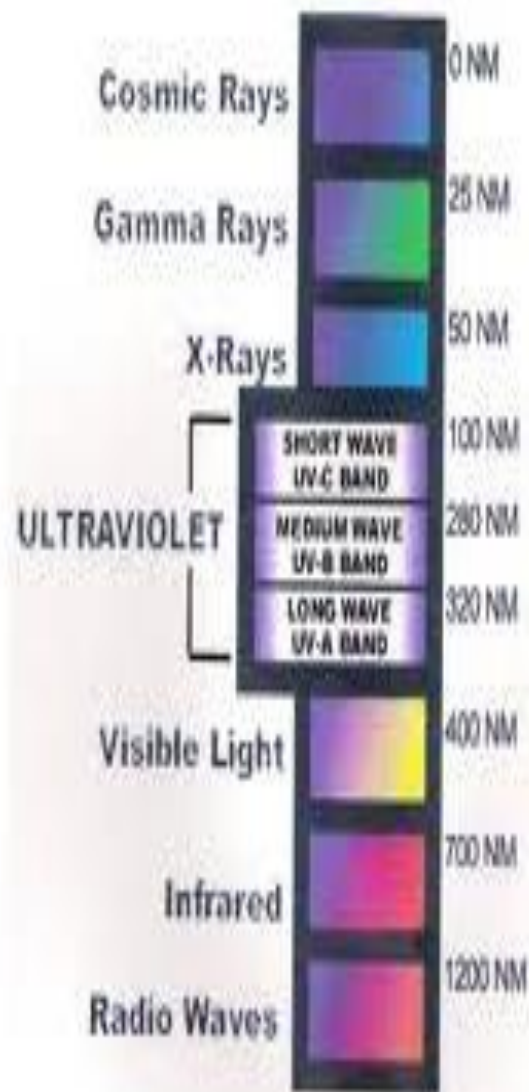 0 NM
Cosmic Rays
25 NM
Gamma Rays
50 NM
X-Rays
100 NM
SHORT WAVE
UV-C BAND
ULTRAVIOLET
280 NM
MEDIUM WAVE
UV-B BAND
320 NM
LONG WAVE
UV-A BAND
400 NM
Visible Light
700 NM
Infrared
1200 NM
Radio Waves